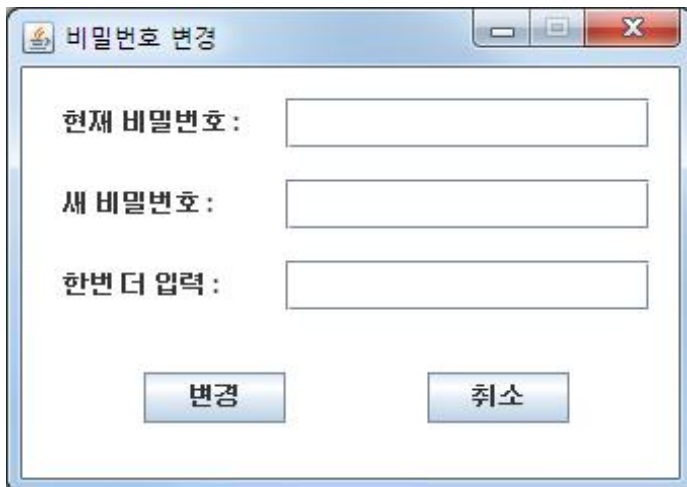 비밀번호 변경
현재 비밀번호 :
새 비밀번호 :
한번 더 입력 :
변경 취소